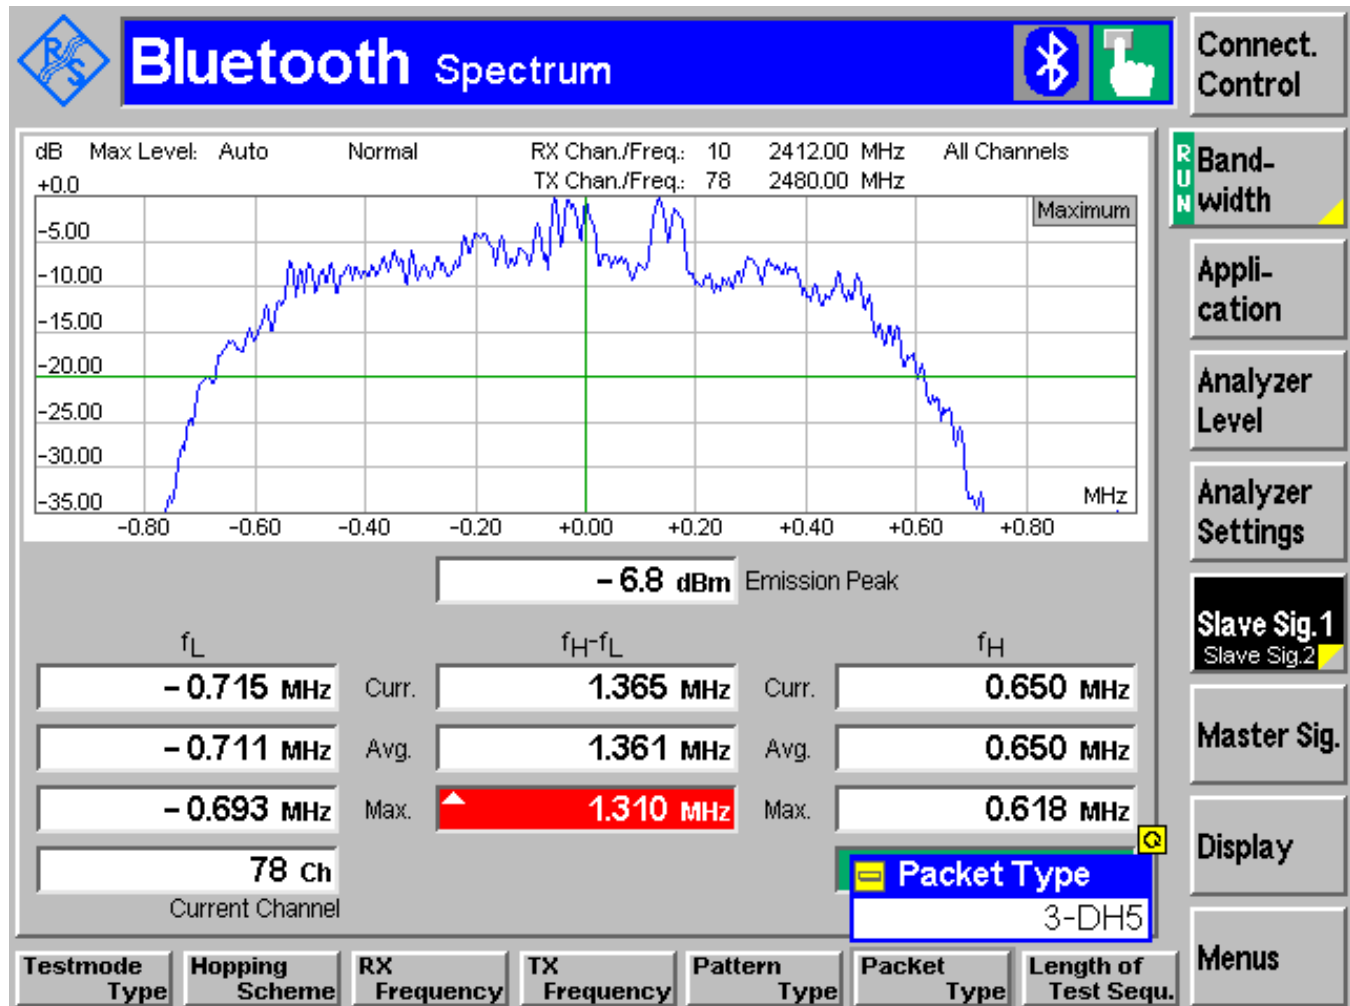 R&S
Bluetooth Spectrum
Connect.
Control
dB Max Level: Auto Normal RX Chan./Freq.: 10 2412.00 MHz All Channels
+0.0 TX Chan./Freq.: 78 2480.00 MHz
Maximum
-5.00
-10.00
-15.00
-20.00
-25.00
-30.00
-35.00
MHz
-0.80 -0.60 -0.40 -0.20 +0.00 +0.20 +0.40 +0.60 +0.80
RUN
Band-
width
Appli-
cation
Analyzer
Level
Analyzer
Settings
Slave Sig.1
Slave Sig.2
Master Sig.
Display
Menus
-6.8 dBm Emission Peak
fL fH-fL fH
-0.715 MHz Curr. 1.365 MHz Curr. 0.650 MHz
-0.711 MHz Avg. 1.361 MHz Avg. 0.650 MHz
-0.693 MHz Max. 1.310 MHz Max. 0.618 MHz
78 Ch
Current Channel
Packet Type
3-DH5
Testmode
Type
Hopping
Scheme
RX
Frequency
TX
Frequency
Pattern
Type
Packet
Type
Length of
Test Sequ.